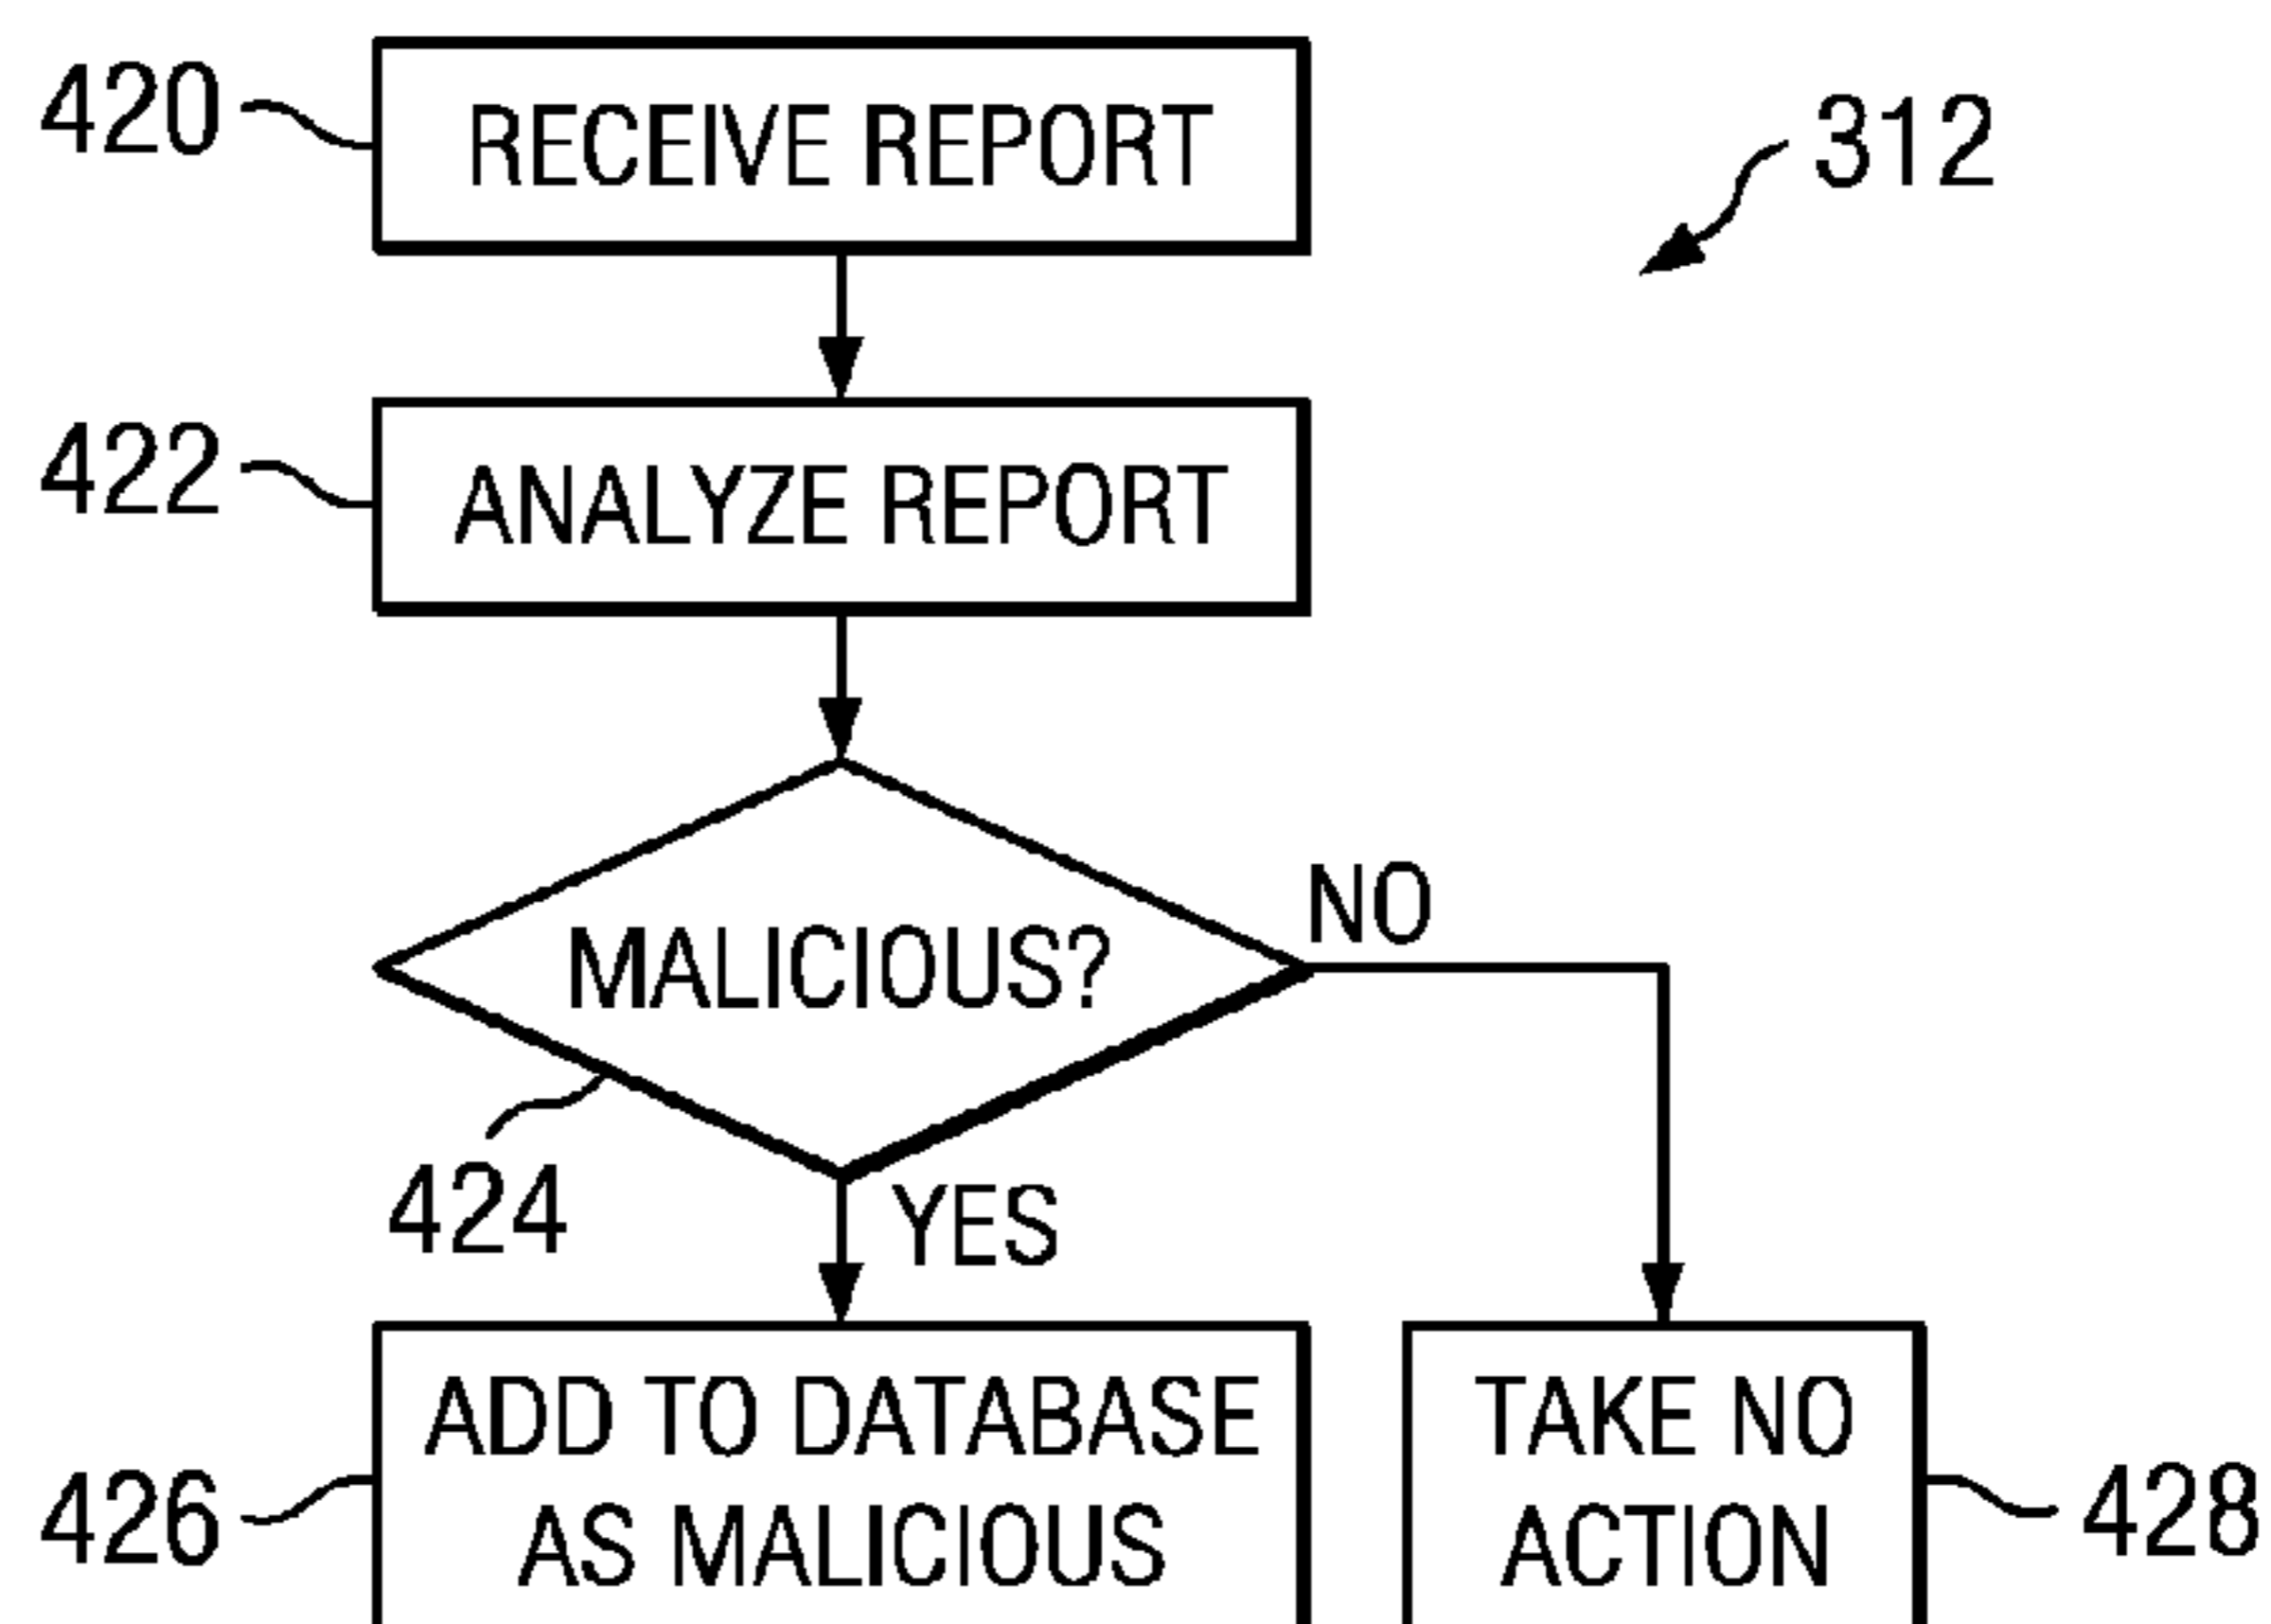 420
RECEIVE REPORT
312
422
ANALYZE REPORT
MALICIOUS?
NO
424
YES
426
ADD TO DATABASE
AS MALICIOUS
TAKE NO
ACTION
428